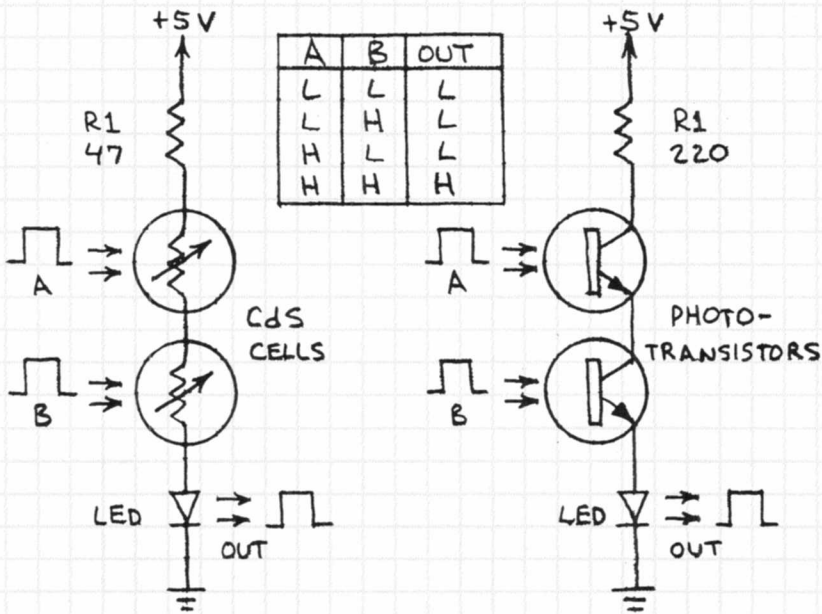 +5V
R1
47
A
B
CdS
CELLS
LED
OUT
A B OUT
L L L
L H L
H L L
H H H
+5V
R1
220
A
B
PHOTO-
TRANSISTORS
LED
OUT